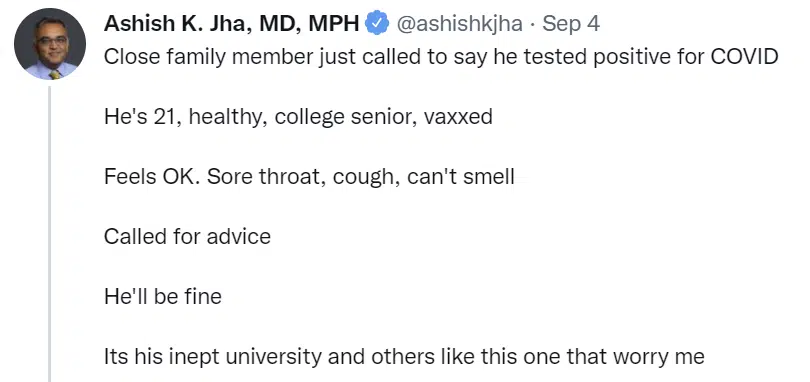 Ashish K. Jha, MD, MPH @ashishkjha · Sep 4
Close family member just called to say he tested positive for COVID
He's 21, healthy, college senior, vaxxed
Feels OK. Sore throat, cough, can't smell
Called for advice
He'll be fine
Its his inept university and others like this one that worry me